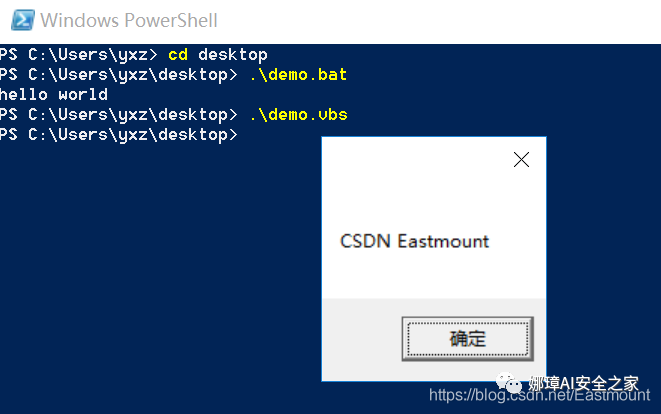 Windows PowerShell
PS C:\Users\yxz> cd desktop
PS C:\Users\yxz\desktop> .\demo.bat
hello world
PS C:\Users\yxz\desktop> .\demo.vbs
PS C:\Users\yxz\desktop>
CSDN Eastmount
确定
娜璋AI安全之家
https://blog.csdn.net/Eastmount